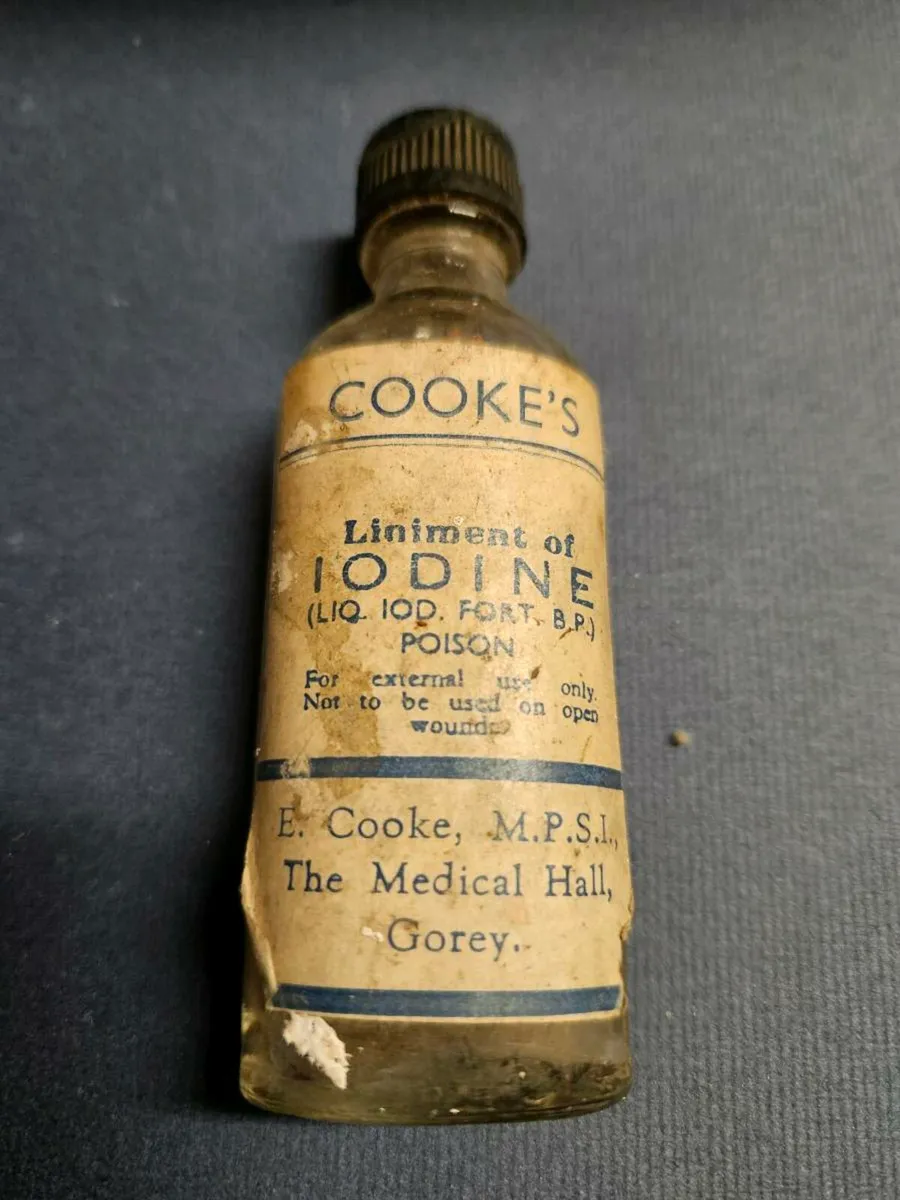 COOKE'S
Liniment of
IODINE
(LIQ. IOD. FORT. B.P.)
POISON
For external use only.
Not to be used on open
wounds.
E. Cooke, M.P.S.I.,
The Medical Hall,
Gorey.